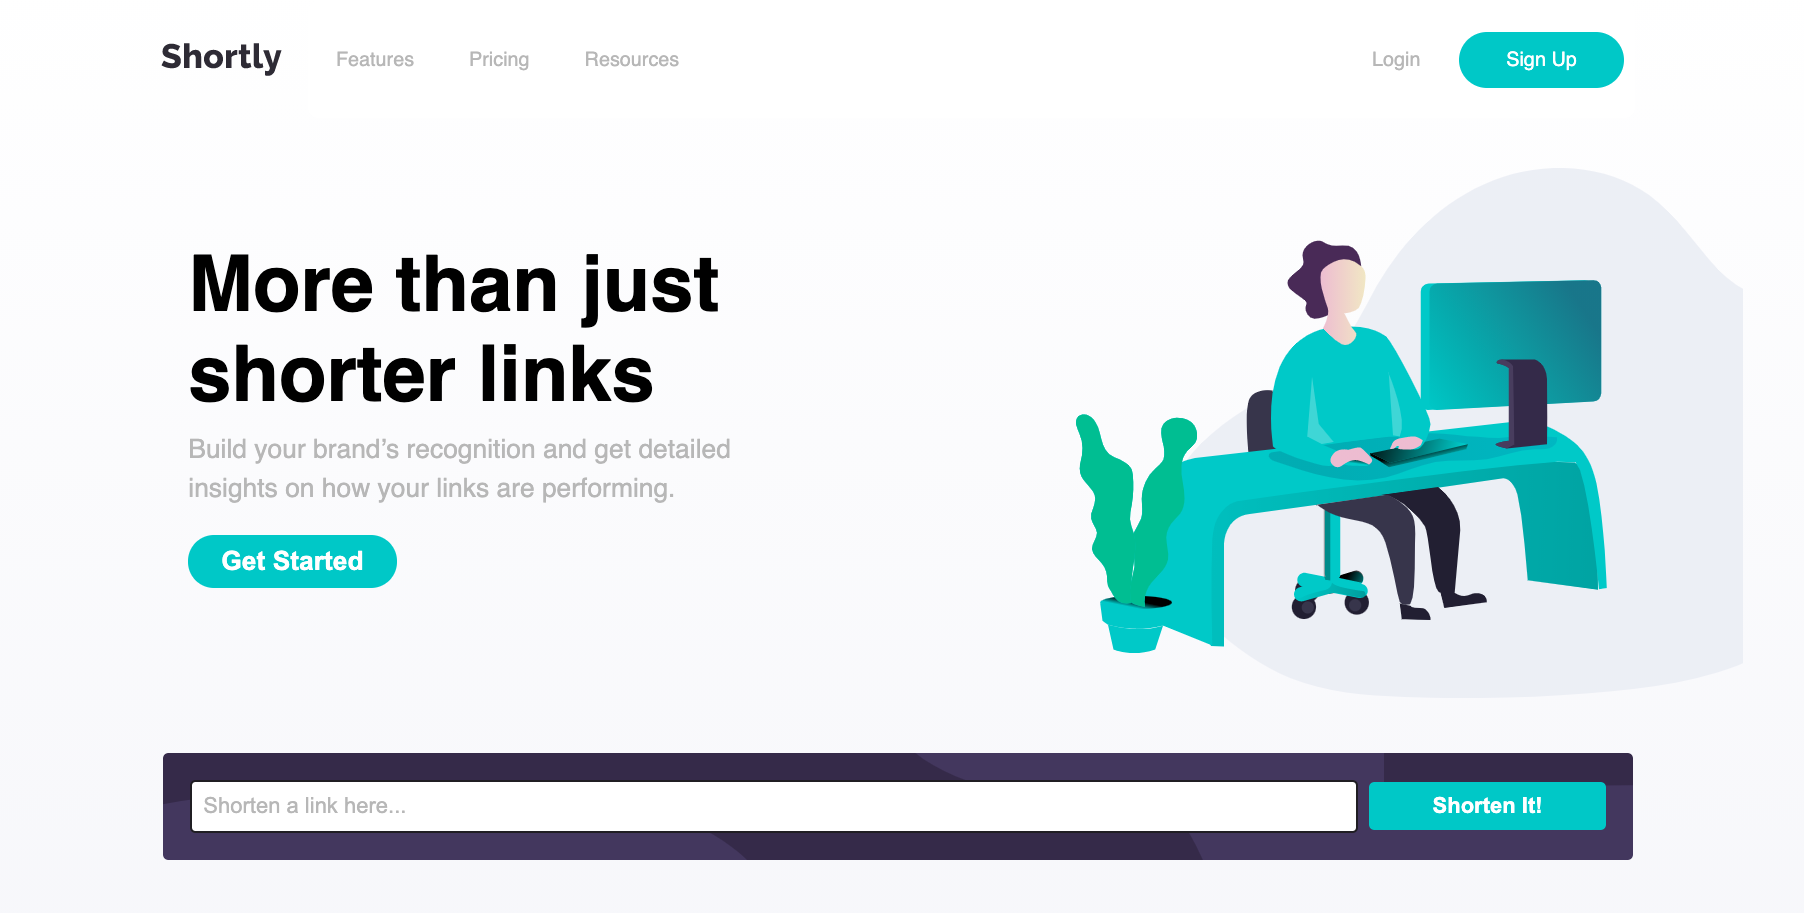 Shortly
Features
Pricing
Resources
Login
Sign Up
More than just
shorter links
Build your brand’s recognition and get detailed
insights on how your links are performing.
Get Started
Shorten a link here...
Shorten It!